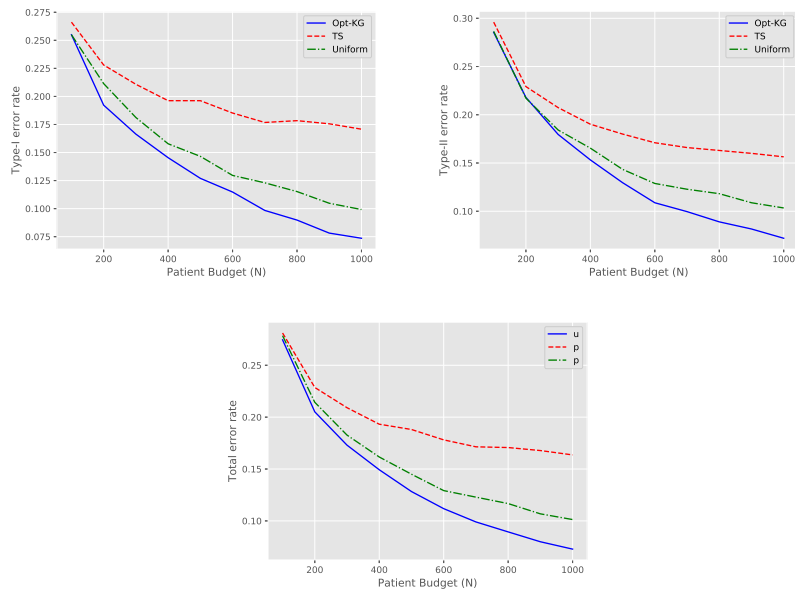 0.275
0.250
0.225
0.200
0.175
0.150
0.125
0.100
0.075
Type-I error rate
200 400 600 800 1000
Patient Budget (N)
Opt-KG
TS
Uniform
0.30
0.25
0.20
0.15
0.10
Type-II error rate
200 400 600 800 1000
Patient Budget (N)
Opt-KG
TS
Uniform
0.25
0.20
0.15
0.10
Total error rate
200 400 600 800 1000
Patient Budget (N)
u
p
p